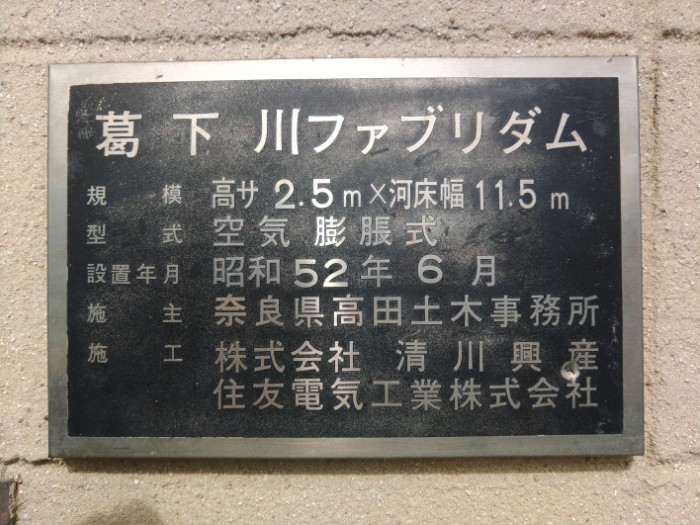 葛下川ファブリダム
規模 高サ 2.5m×河床幅 11.5m
型式 空気膨脹式
設置年月 昭和52年6月
施主 奈良県高田土木事務所
施工 株式会社 清川興産
住友電気工業株式会社